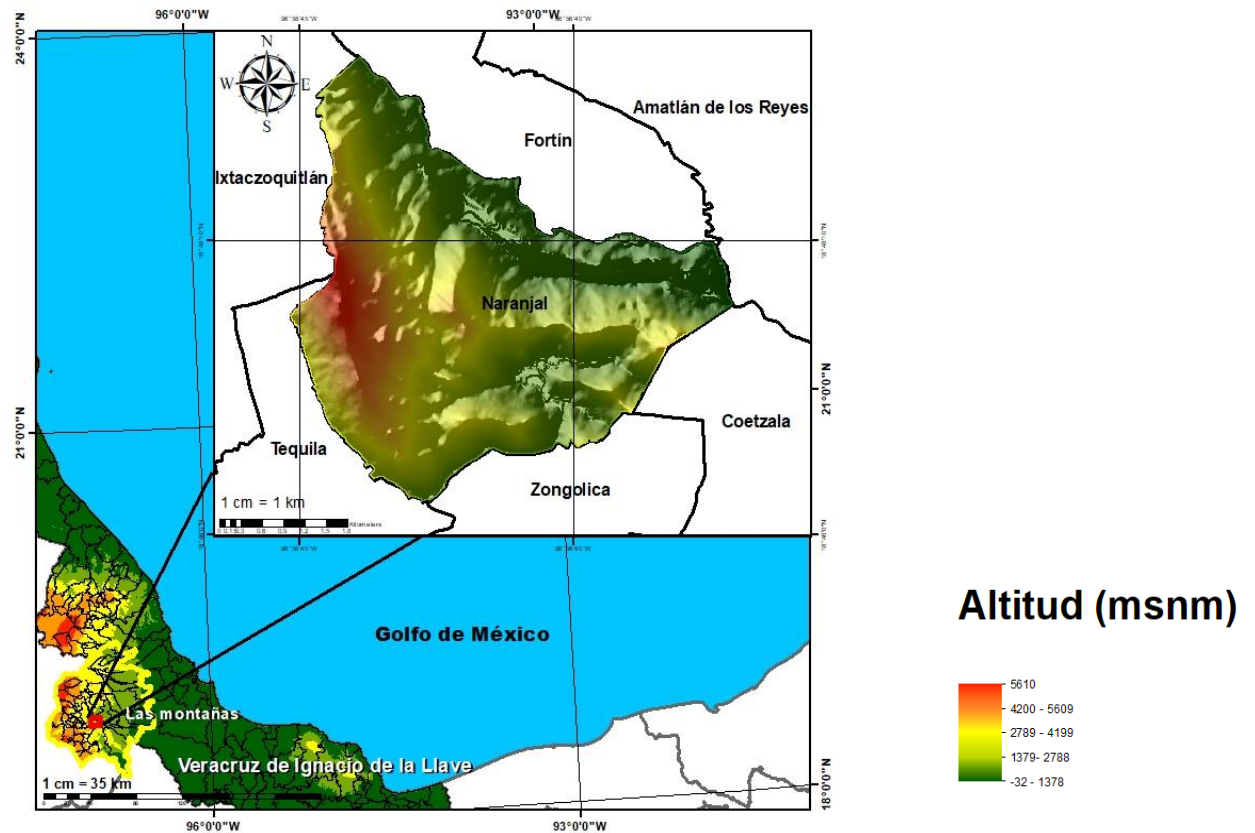 96°0'0"W
93°0'0"W
24°0'0"N
N
W
E
S
Amatlán de los Reyes
Fortín
Ixtaczoquitlán
Naranjal
21°0'0"N
21°0'0"N
Coetzala
Tequila
Zongolica
1 cm = 1 km
Kilometers
Golfo de México
Las montañas
Veracruz de Ignacio de la Llave
1 cm = 35 km
18°0'0"N
96°0'0"W
93°0'0"W
Altitud (msnm)
5610
4200 - 5609
2789 - 4199
1379- 2788
-32 - 1378